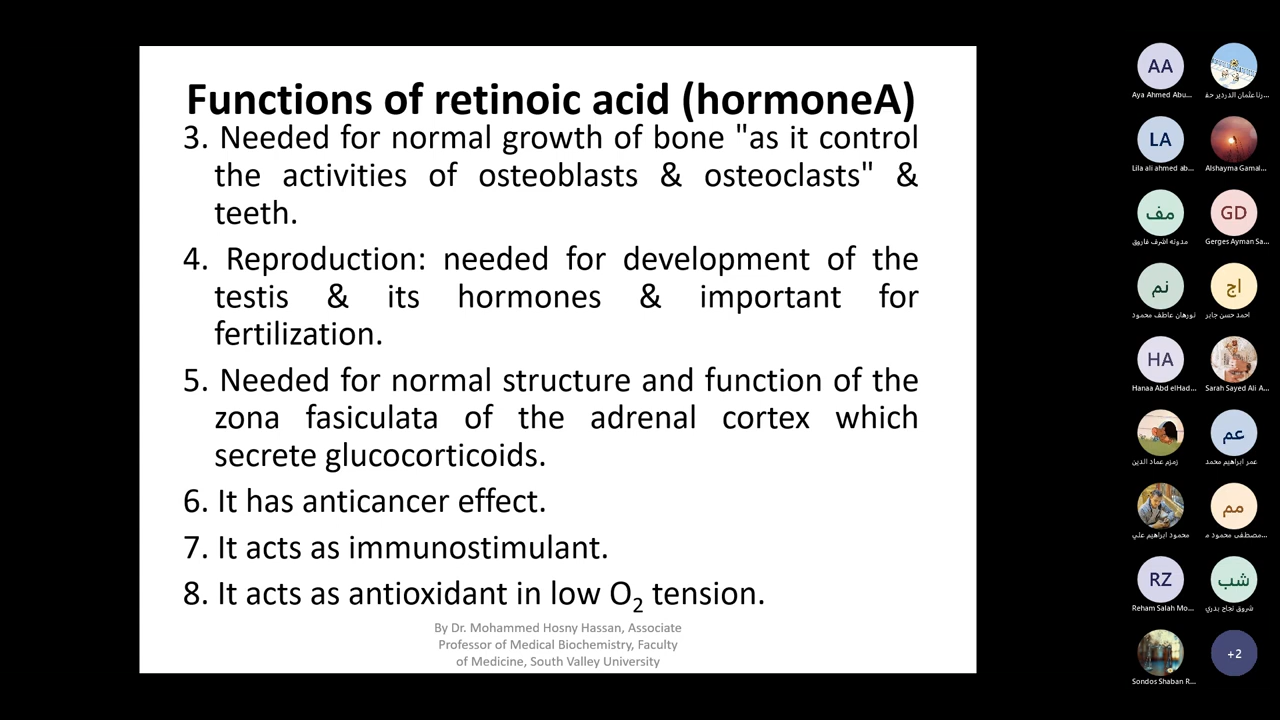 Functions of retinoic acid (hormoneA)
3. Needed for normal growth of bone "as it control
the activities of osteoblasts & osteoclasts" &
teeth.
4. Reproduction: needed for development of the
testis & its hormones & important for
fertilization.
5. Needed for normal structure and function of the
zona fasiculata of the adrenal cortex which
secrete glucocorticoids.
6. It has anticancer effect.
7. It acts as immunostimulant.
8. It acts as antioxidant in low O₂ tension.
By Dr. Mohammed Hosny Hassan, Associate
Professor of Medical Biochemistry, Faculty
of Medicine, South Valley University
AA
Aya Ahmed Abu...
رنا عثمان الدردير حف...
LA
Lila ali ahmed ab...
Alshayma Gamal...
مف
مدونه اشرف فاروق
GD
Gerges Ayman Sa...
نم
نورهان عاطف محمود
اج
احمد حسن جابر
HA
Hanaa Abd elHad...
Sarah Sayed Ali A...
زمزم عماد الدين
عم
عمر ابراهيم محمد
محمود ابراهيم علي
مم
مصطفى محمود م...
RZ
Reham Salah Mo...
شب
شروق نجاح بدري
Sondos Shaban R...
+2